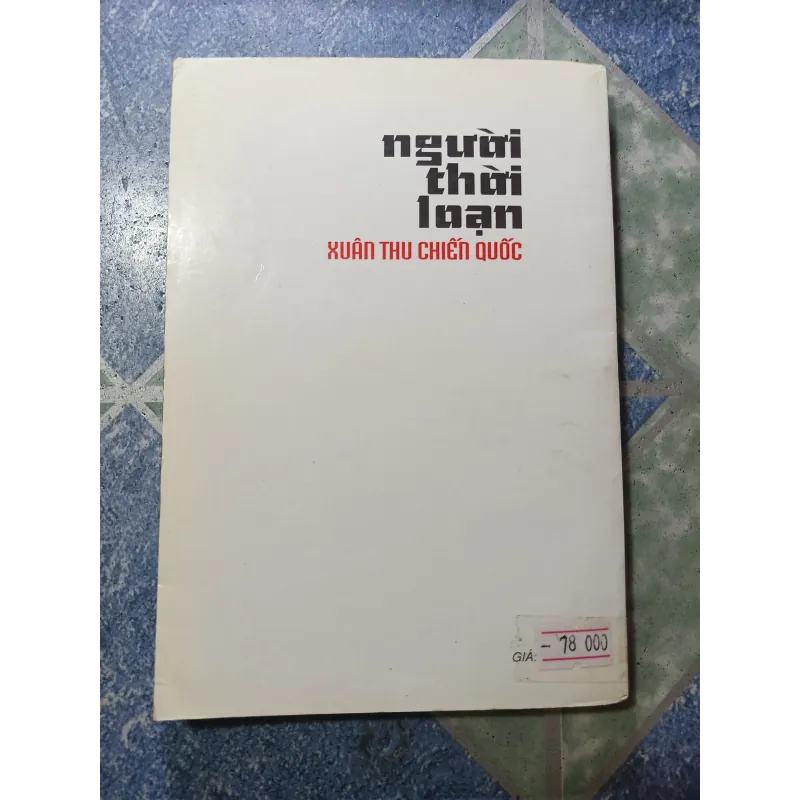 người
thời
loạn
XUÂN THU CHIẾN QUỐC
GIÁ: - 78 000